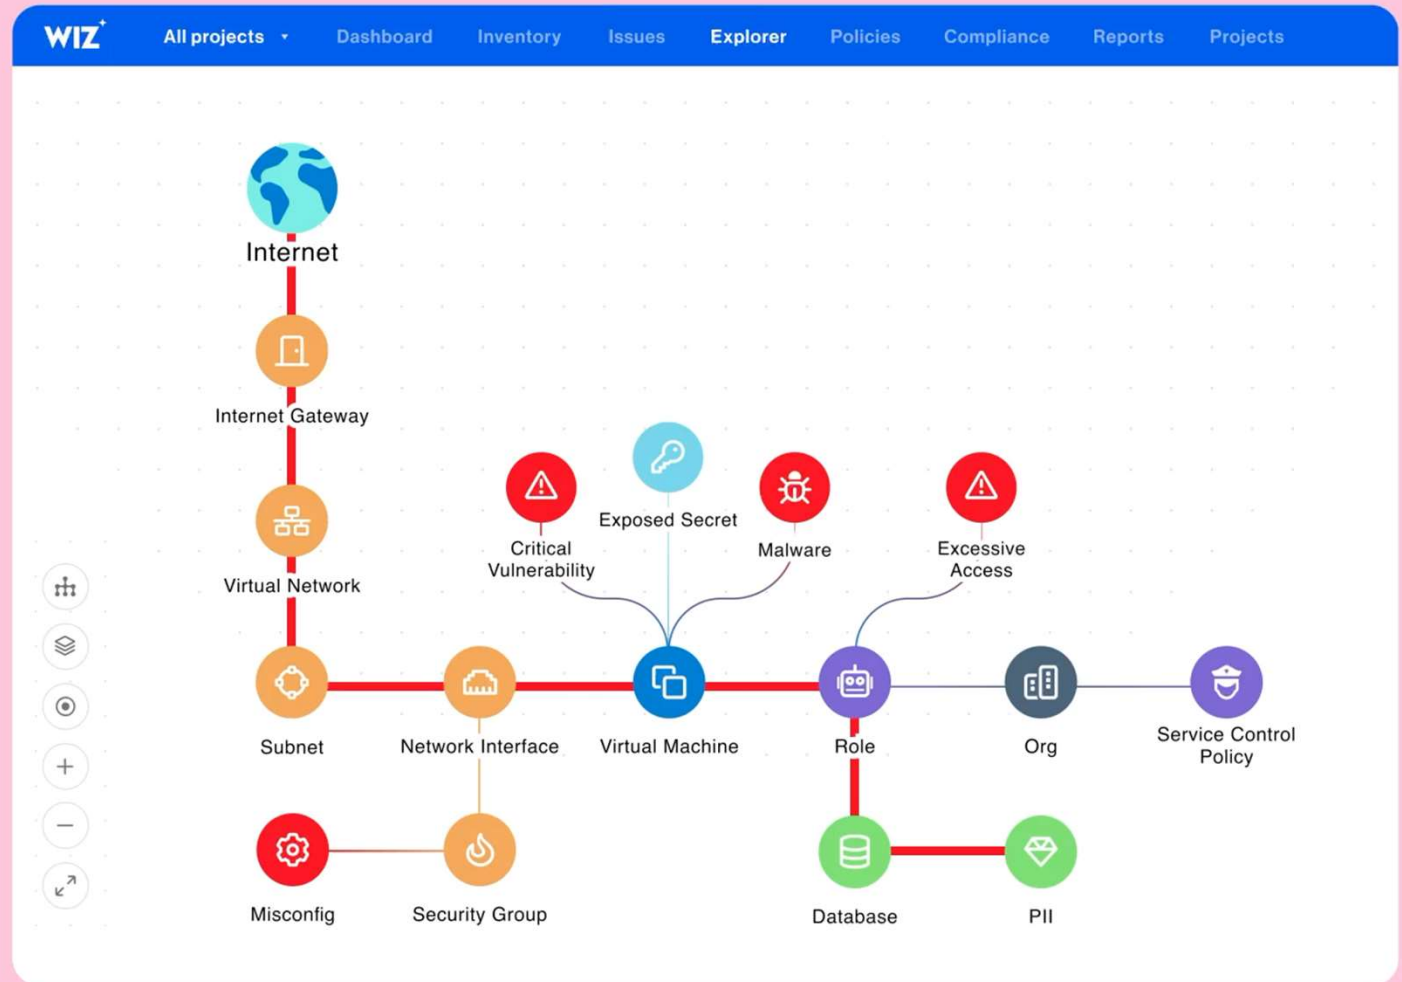 WIZ
All projects Dashboard Inventory Issues Explorer Policies Compliance Reports Projects
Internet
Internet Gateway
Virtual Network
Exposed Secret
Critical
Vulnerability
Malware
Excessive
Access
Subnet
Network Interface
Virtual Machine
Role
Org
Service Control
Policy
Misconfig
Security Group
Database
PII